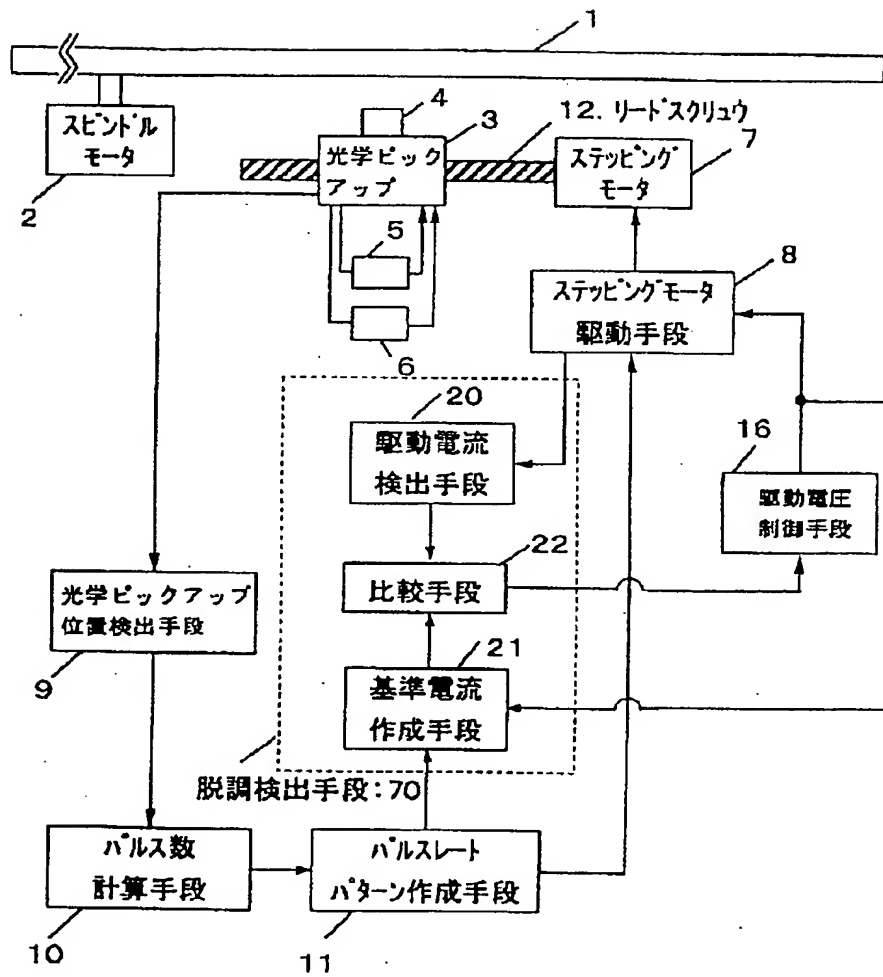 1
4
スピンドル
モータ
2
3
光学ピック
アップ
12. リードスクリュウ
ステッピング
モータ
7
5
6
8
ステッピングモータ
駆動手段
20
駆動電流
検出手段
16
駆動電圧
制御手段
22
比較手段
光学ピックアップ
位置検出手段
9
21
基準電流
作成手段
脱調検出手段:70
パルス数
計算手段
10
パルスレート
パターン作成手段
11